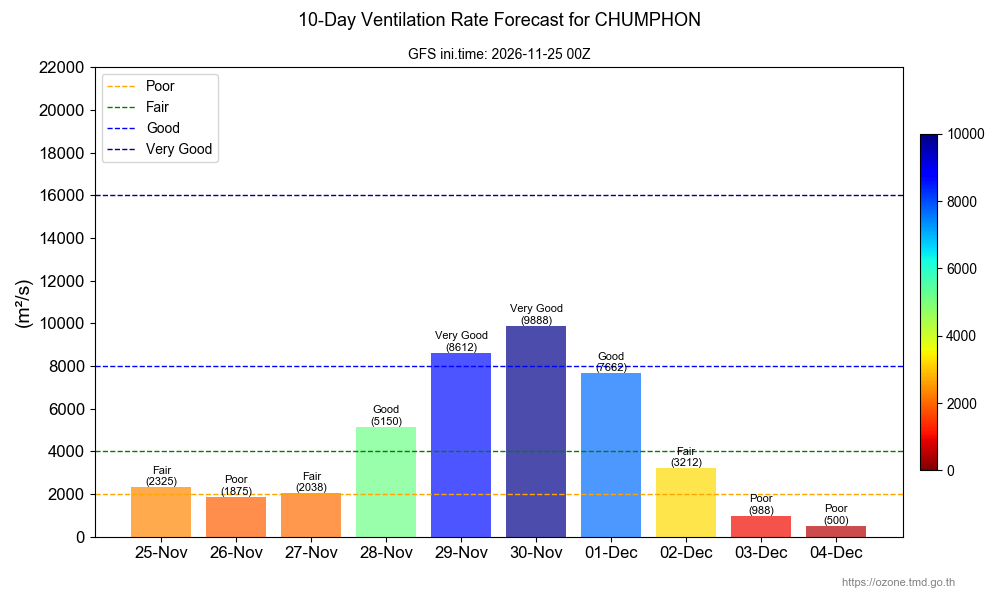 10-Day Ventilation Rate Forecast for CHUMPHON
GFS ini.time: 2026-11-25 00Z
22000
20000
18000
16000
14000
12000
10000
8000
6000
4000
2000
0
(m²/s)
Poor
Fair
Good
Very Good
Fair
(2325)
Poor
(1875)
Fair
(2038)
Good
(5150)
Very Good
(8612)
Very Good
(9888)
Good
(7662)
Fair
(3212)
Poor
(988)
Poor
(500)
25-Nov
26-Nov
27-Nov
28-Nov
29-Nov
30-Nov
01-Dec
02-Dec
03-Dec
04-Dec
10000
8000
6000
4000
2000
0
https://ozone.tmd.go.th